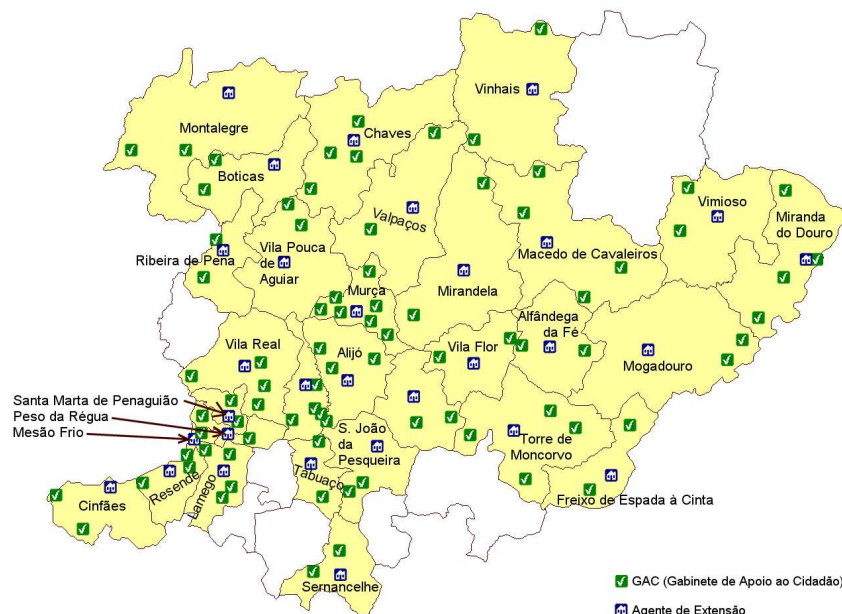 Vinhais
Montalegre
Chaves
Boticas
Vimioso
Miranda
do Douro
Valpaços
Ribeira de Pena
Vila Pouca
de
Aguiar
Macedo de Cavaleiros
Mirandela
Murça
Alfândega
da Fé
Vila Real
Alijó
Vila Flor
Mogadouro
Santa Marta de Penaguião
Peso da Régua
Mesão Frio
S. João
da
Pesqueira
Torre de
Moncorvo
Tabuaço
Resende
Lamego
Cinfães
Freixo de Espada à Cinta
Sernancelhe
GAC (Gabinete de Apoio ao Cidadão)
Agente de Extensão